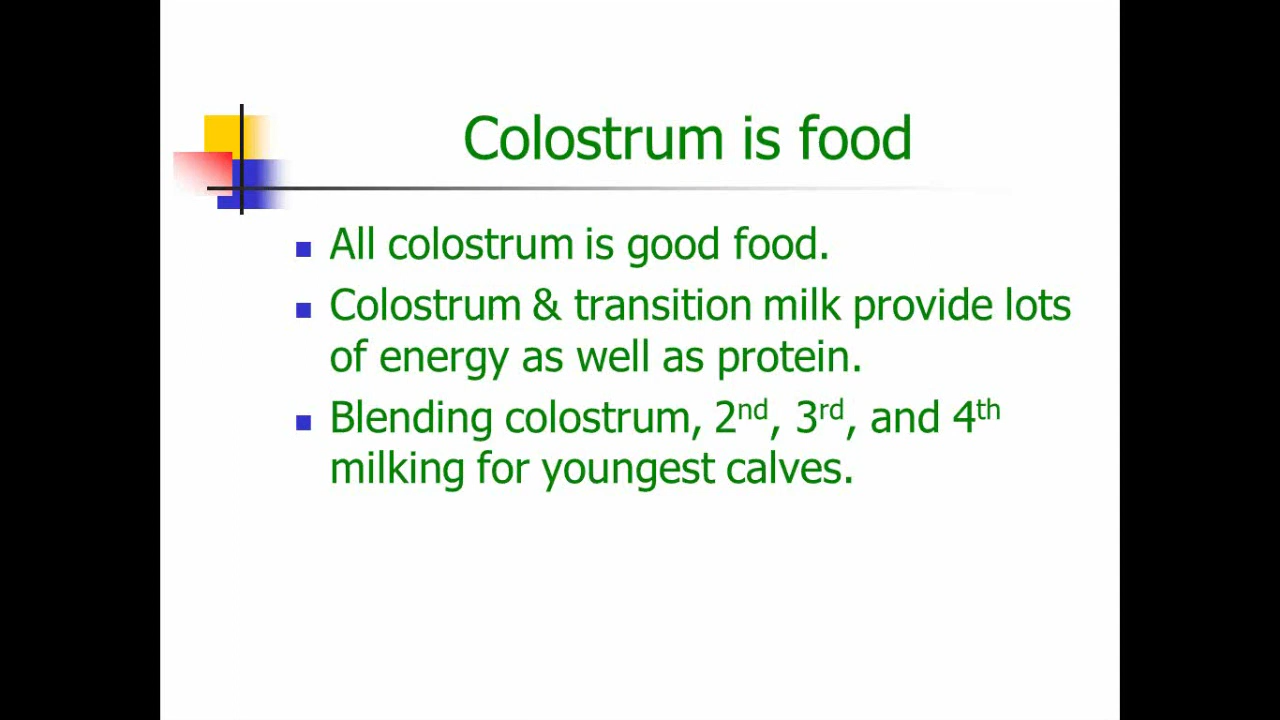 Colostrum is food
All colostrum is good food.
Colostrum & transition milk provide lots
of energy as well as protein.
Blending colostrum, 2nd, 3rd, and 4th
milking for youngest calves.